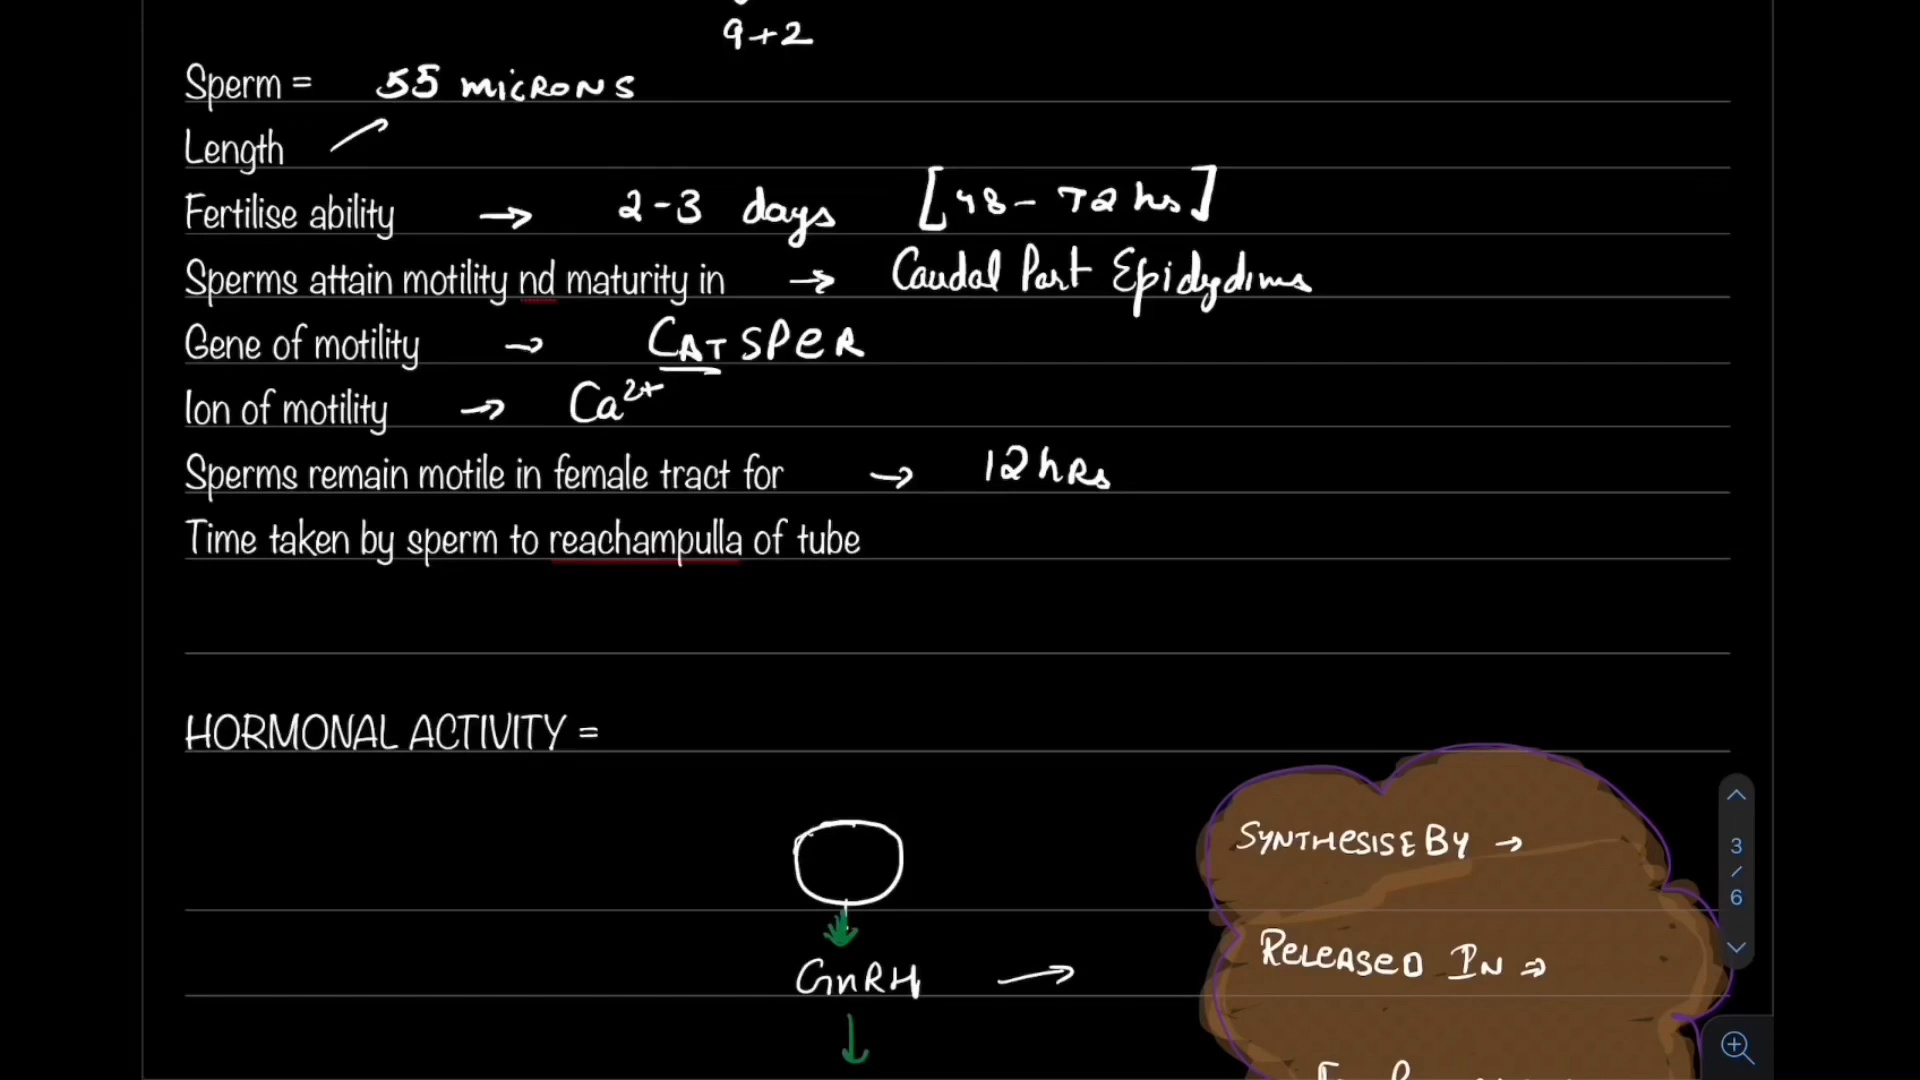 9+2
Sperm = 55 microns
Length
Fertilise ability → 2-3 days [48-72 hs]
Sperms attain motility nd maturity in → Caudal Part Epidydims
Gene of motility → CATSPER
Ion of motility → Ca2+
Sperms remain motile in female tract for → 12 hRs
Time taken by sperm to reachampulla of tube
HORMONAL ACTIVITY =
SYNTHESISE BY →
3
/
6
RELEASED IN →
GnRH →